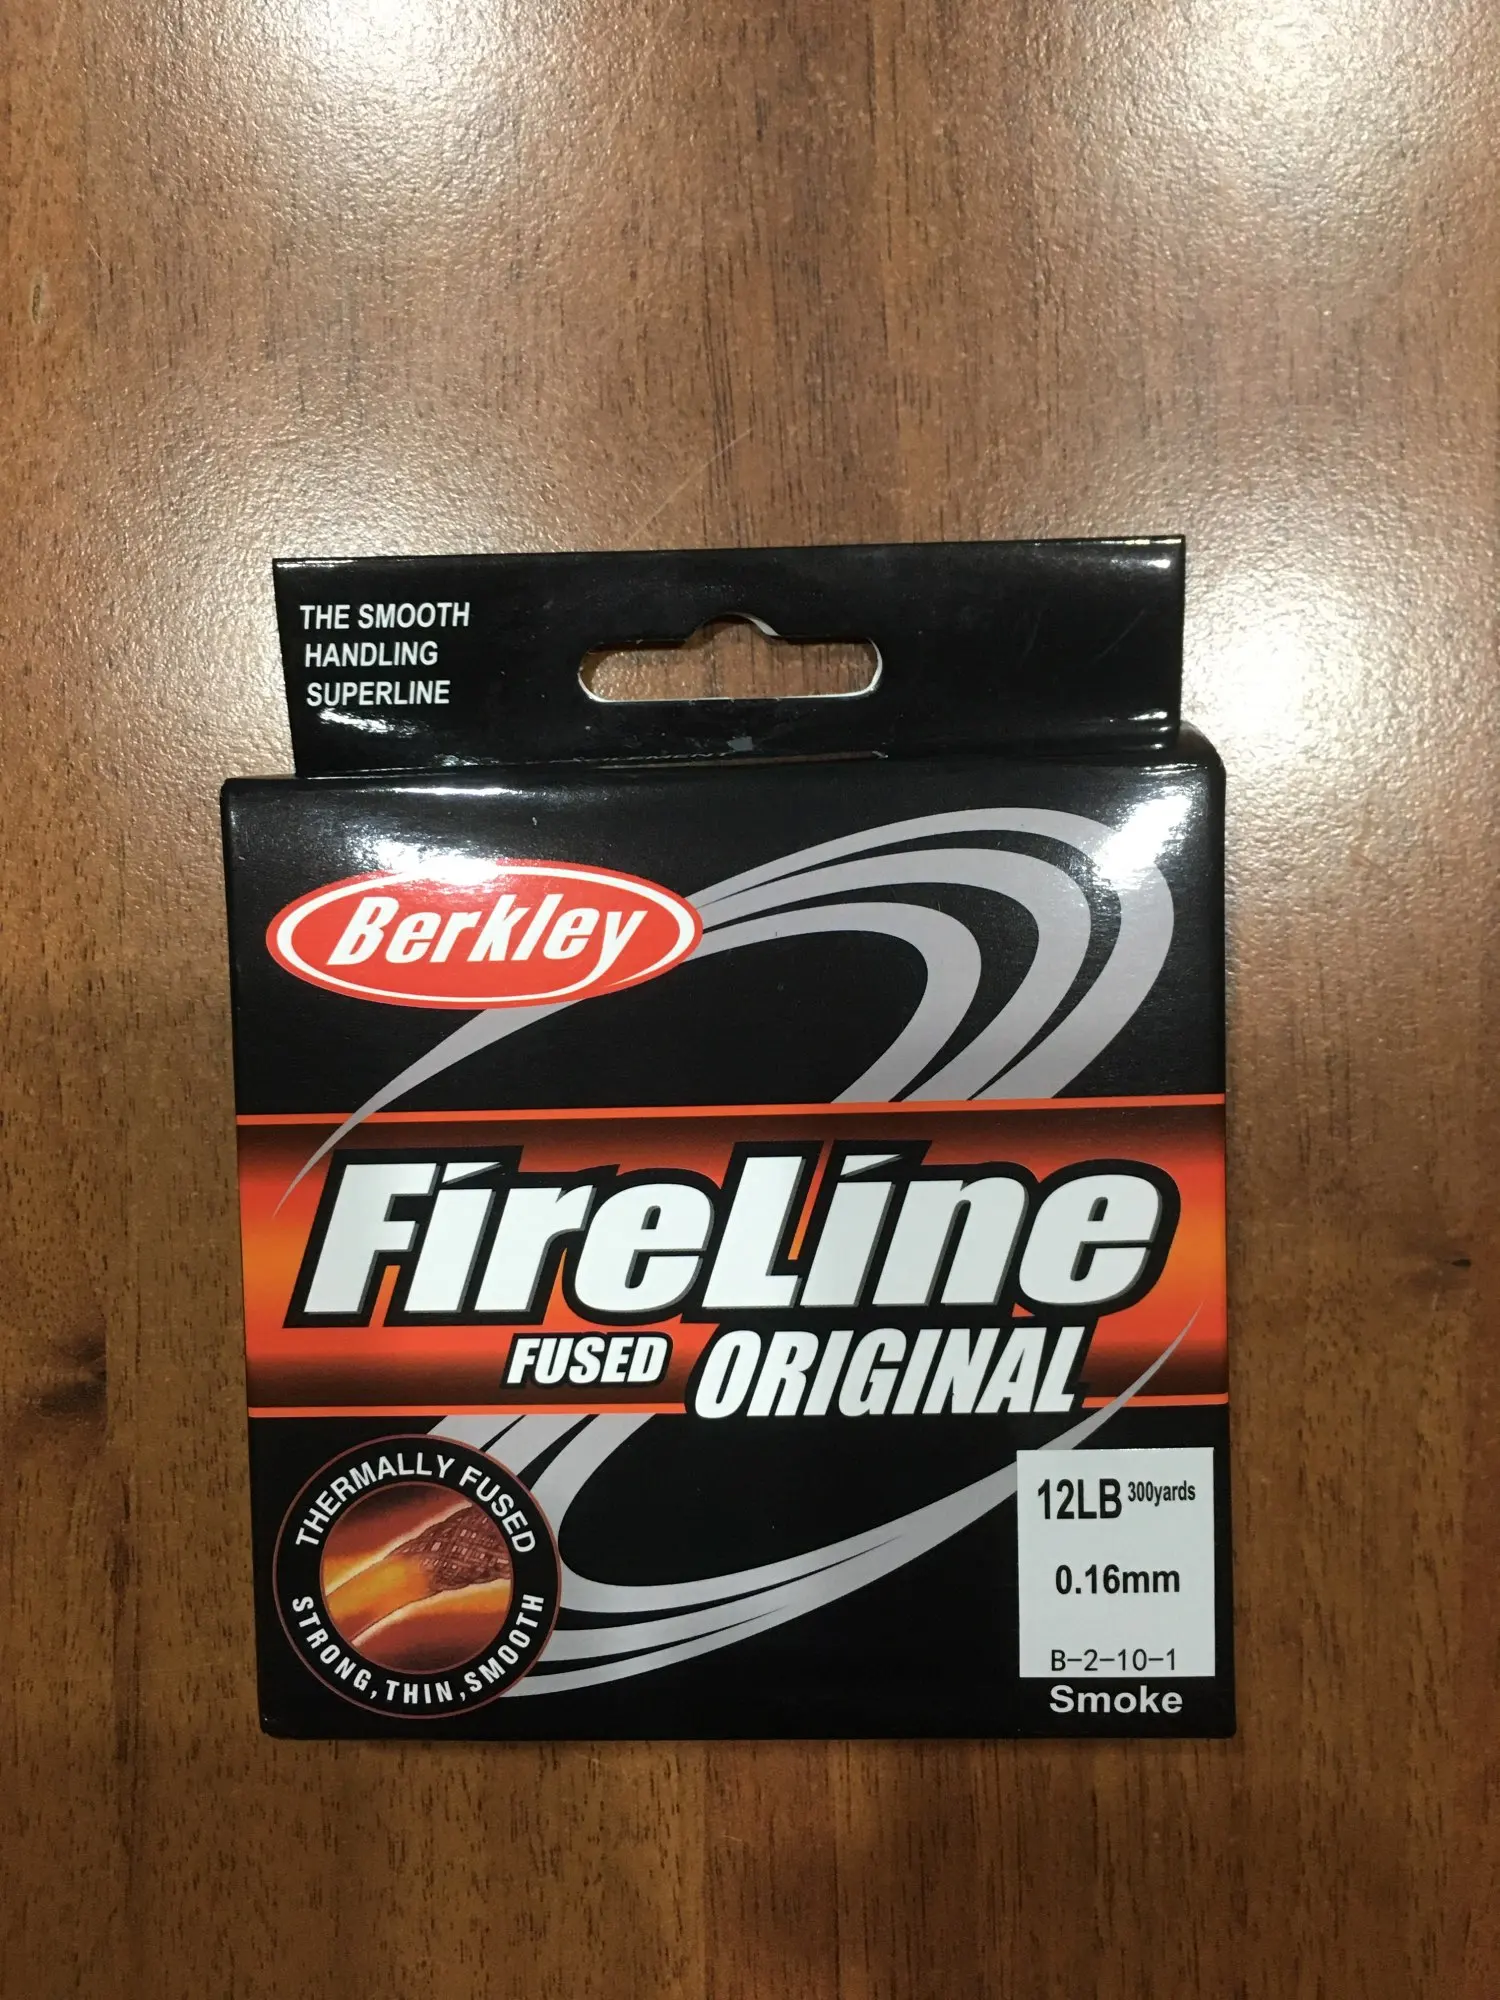 THE SMOOTH
HANDLING
SUPERLINE
Berkley
FireLine
FUSED ORIGINAL
THERMALLY FUSED
STRONG, THIN, SMOOTH
12LB 300yards
0.16mm
B-2-10-1
Smoke